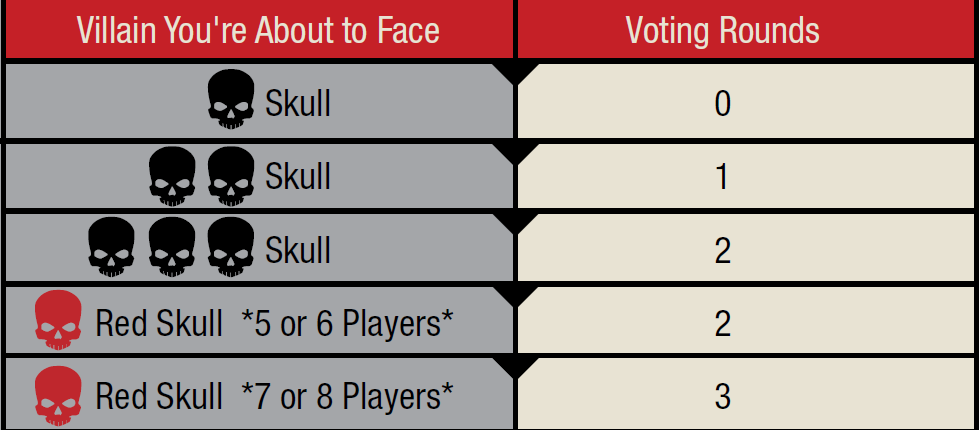 Villain You're About to Face Voting Rounds
Skull 0
Skull 1
Skull 2
Red Skull *5 or 6 Players* 2
Red Skull *7 or 8 Players* 3